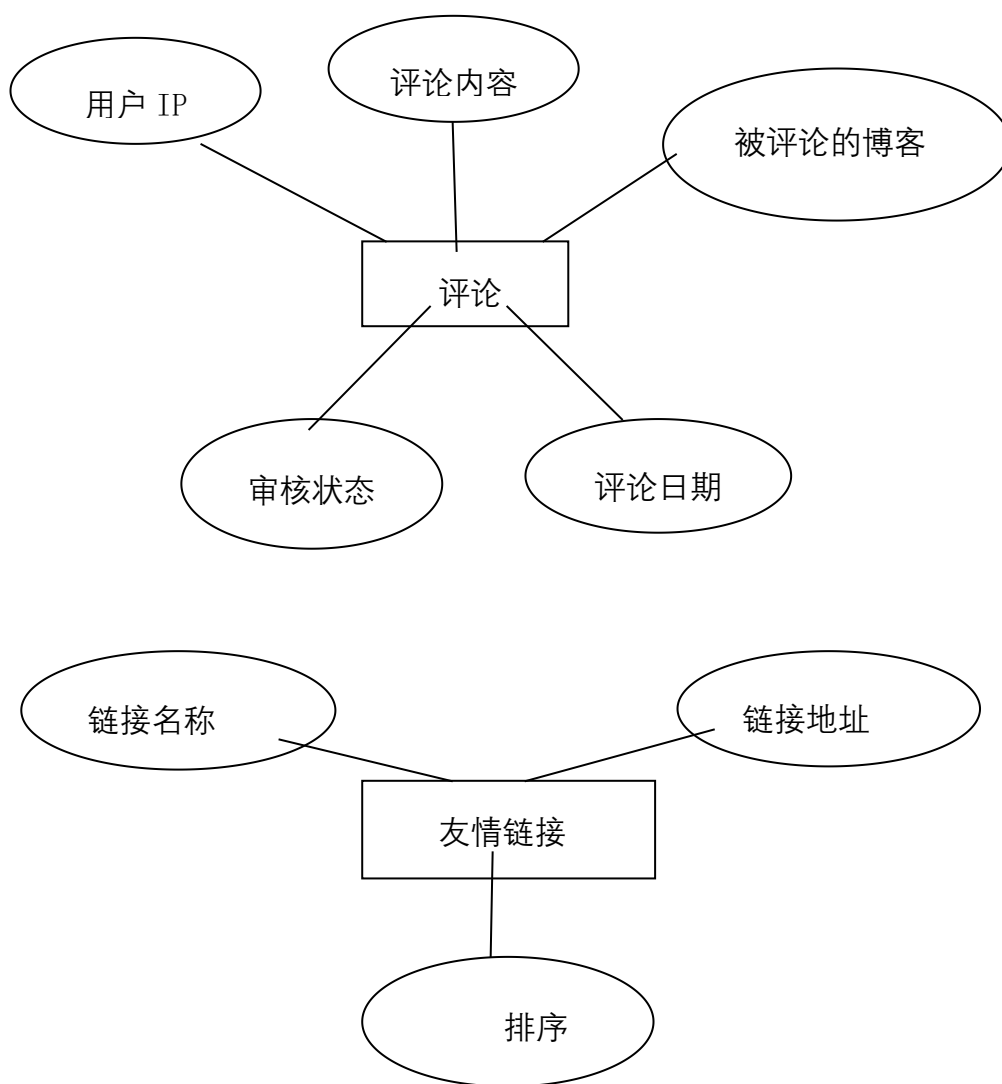 用户 IP
评论内容
被评论的博客
评论
审核状态
评论日期
链接名称
链接地址
友情链接
排序